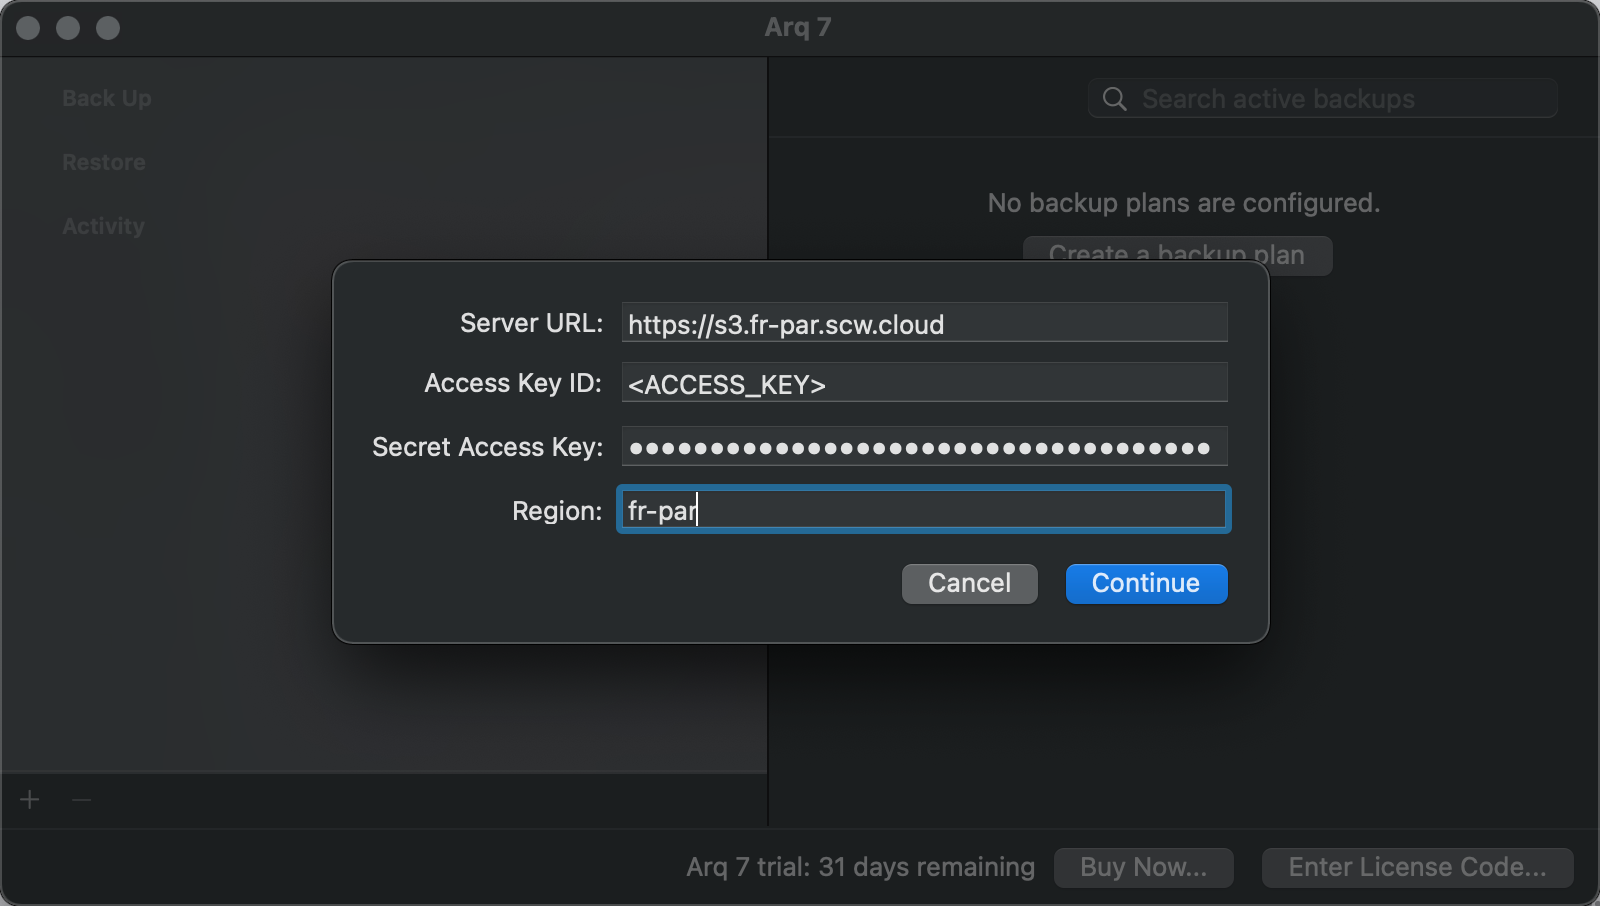 Arq 7
Back Up
Restore
Activity
Search active backups
No backup plans are configured.
Create a backup plan
Server URL: https://s3.fr-par.scw.cloud
Access Key ID: <ACCESS_KEY>
Secret Access Key: ●●●●●●●●●●●●●●●●●●●●●●●●●●●●●●●●●●●●
Region: fr-par
Cancel Continue
Arq 7 trial: 31 days remaining Buy Now... Enter License Code...